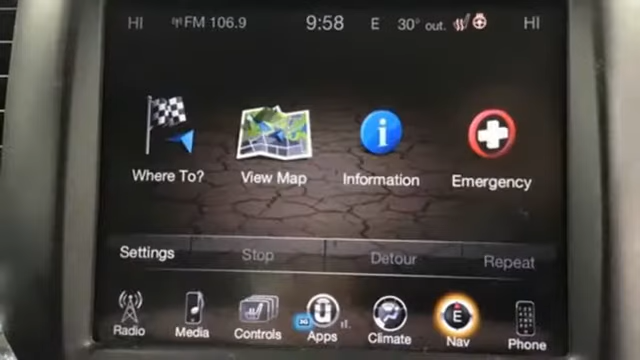 HI FM 106.9 9:58 E 30° out. HI
Where To? View Map Information Emergency
Settings Stop Detour Repeat
E
Radio Media Controls Apps Climate Nav Phone